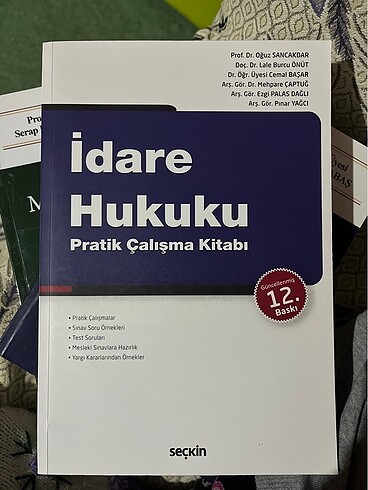 Prof. Dr. Oğuz SANCAKDAR
Doç. Dr. Lale Burcu ÖNÜT
Dr. Öğr. Üyesi Cemal BAŞAR
Arş. Gör. Dr. Mehpare ÇAPTUĞ
Arş. Gör. Ezgi PALAS DAĞLI
Arş. Gör. Pınar YAĞCI
İdare
Hukuku
Pratik Çalışma Kitabı
Güncellenmiş
12.
Baskı
• Pratik Çalışmalar
• Sınav Soru Örnekleri
• Test Soruları
• Mesleki Sınavlara Hazırlık
• Yargı Kararlarından Örnekler
seçkin
Serap